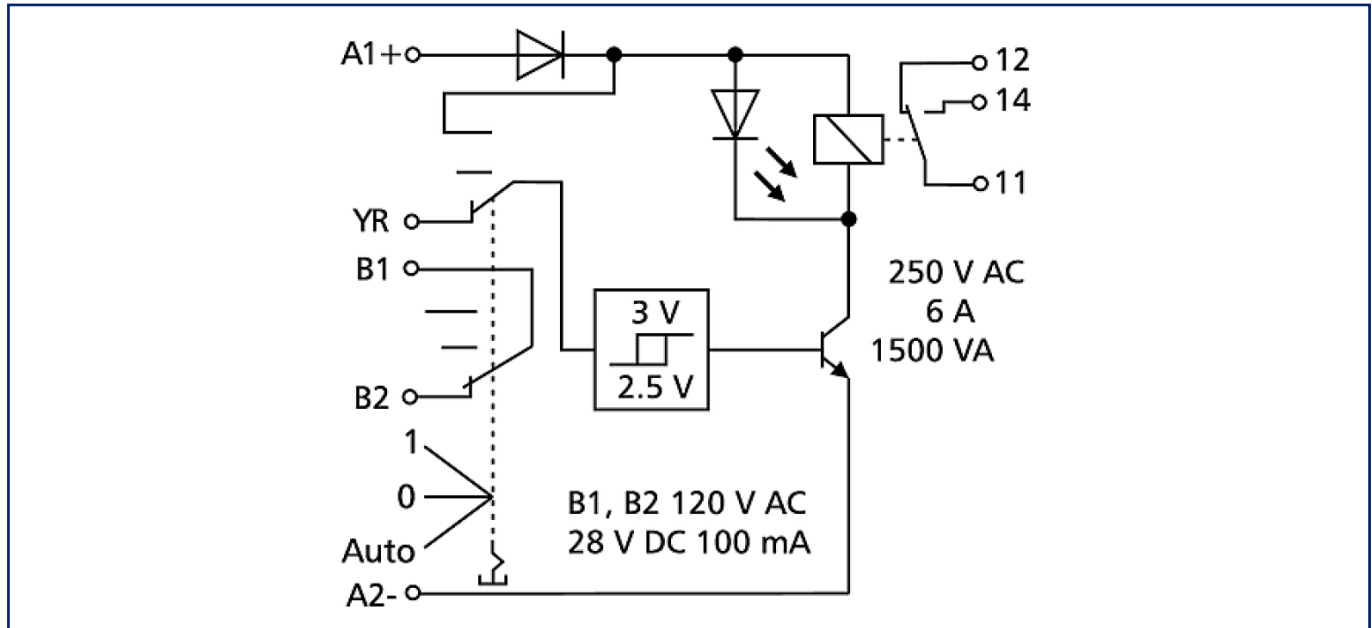 A1+
12
14
11
YR
B1
B2
3 V
2.5 V
250 V AC
6 A
1500 VA
1
0
Auto
B1, B2 120 V AC
28 V DC 100 mA
A2-